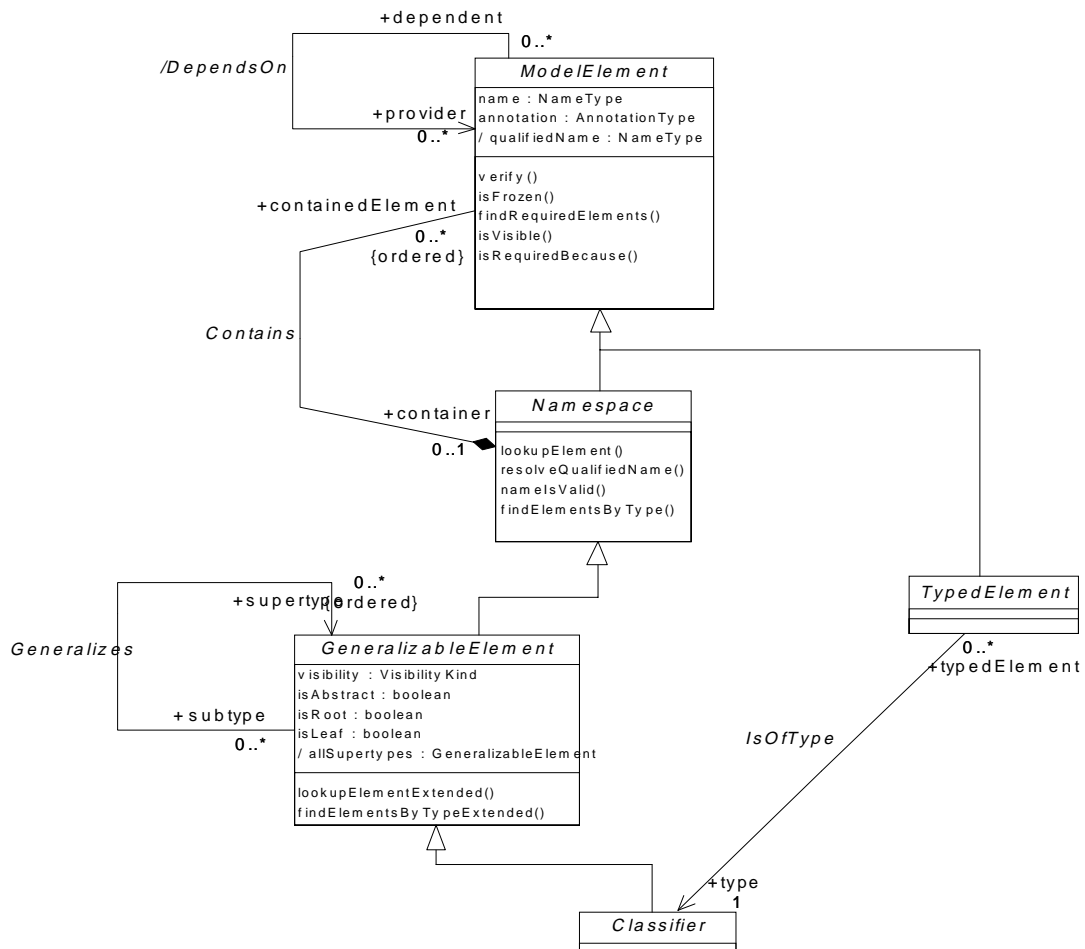 +dependent
0..*
/DependsOn
ModelElement
name : NameType
annotation : AnnotationType
/ qualifiedName : NameType
+provider
0..*
verify()
isFrozen()
findRequiredElements()
isVisible()
isRequiredBecause()
+containedElement
0..*
{ordered}
Contains
+container
0..1
Namespace
lookupElement()
resolveQualifiedName()
nameIsValid()
findElementsByType()
0..*
+supertype
{ordered}
Generalizes
+subtype
0..*
GeneralizableElement
visibility : VisibilityKind
isAbstract : boolean
isRoot : boolean
isLeaf : boolean
/ allSupertypes : GeneralizableElement
lookupElementExtended()
findElementsByTypeExtended()
TypedElement
0..*
+typedElement
IsOfType
+type
1
Classifier